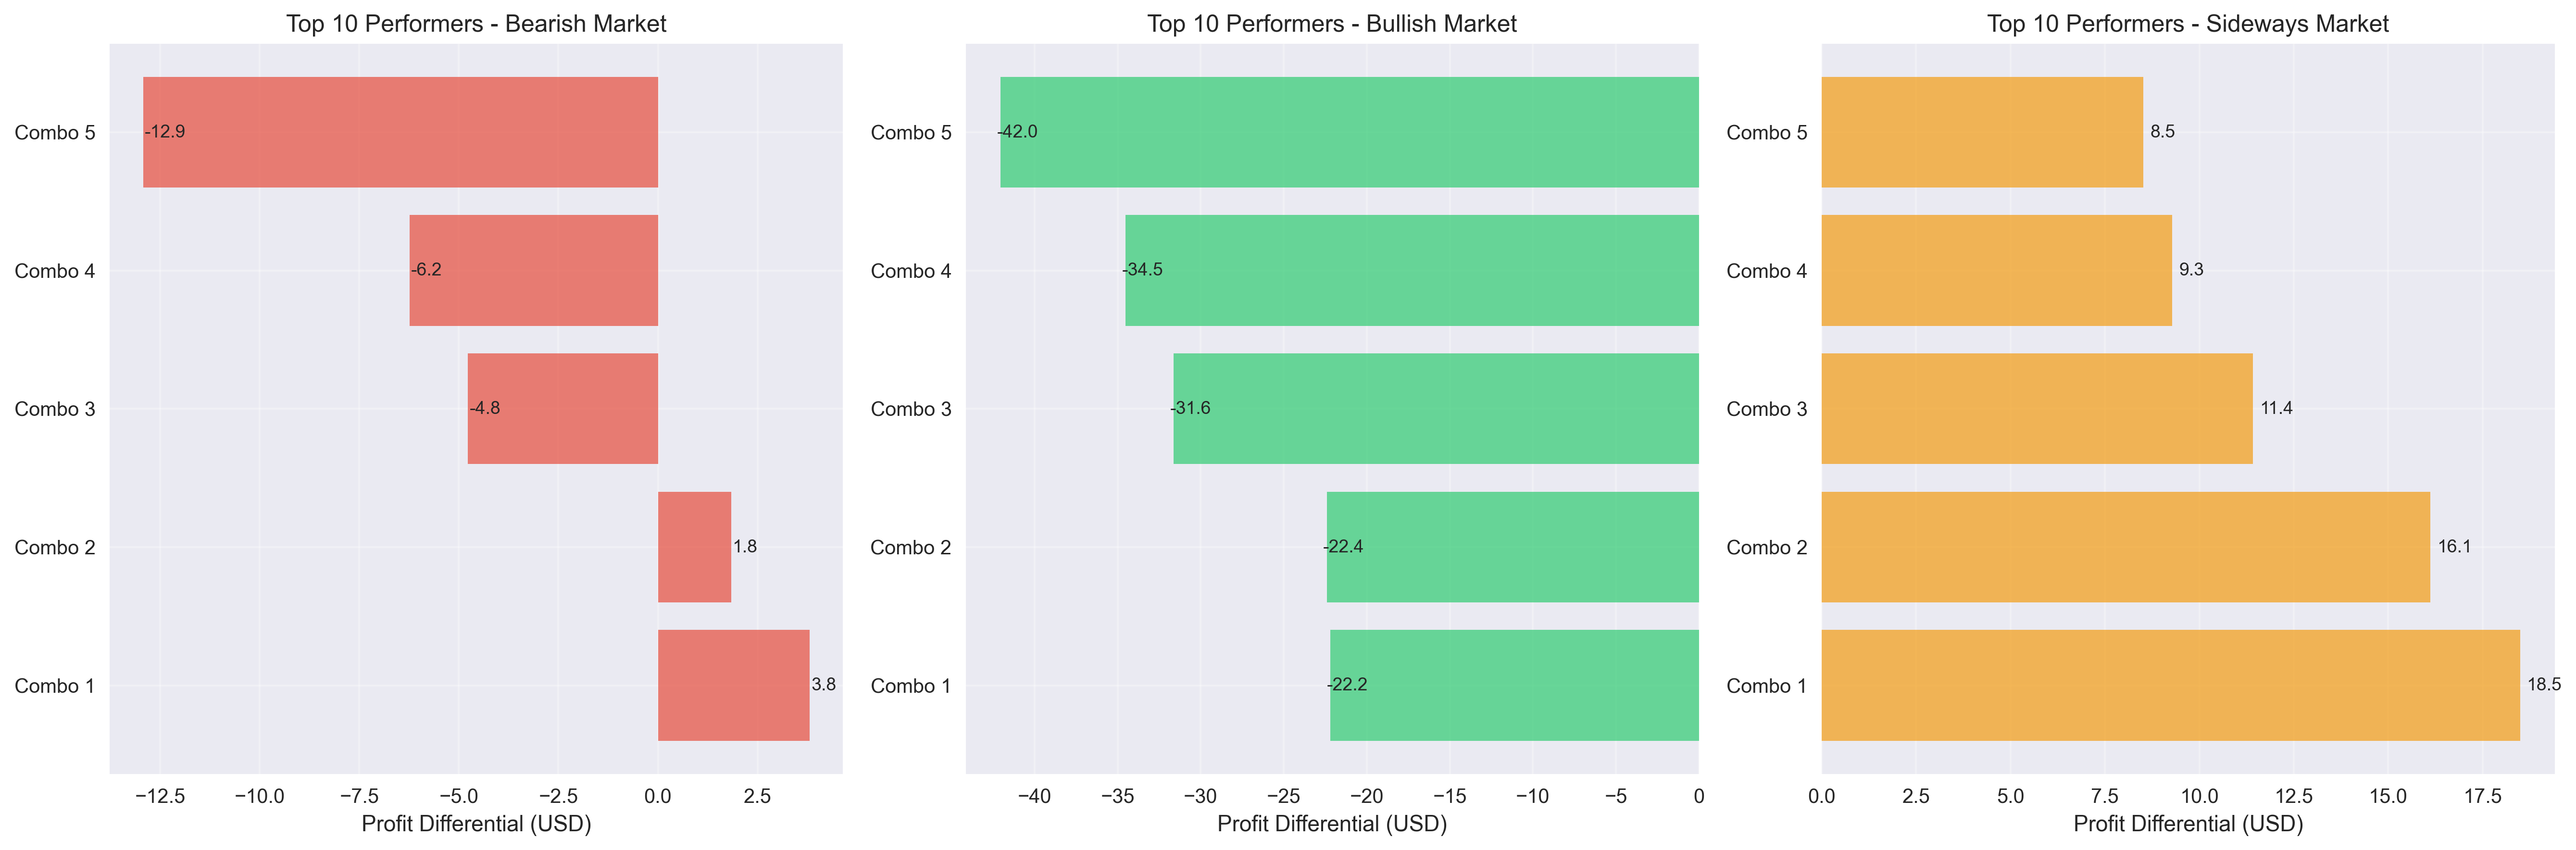 Top 10 Performers - Bearish Market
Combo 5
-12.9
Combo 4
-6.2
Combo 3
-4.8
Combo 2
1.8
Combo 1
3.8
−12.5 −10.0 −7.5 −5.0 −2.5 0.0 2.5
Profit Differential (USD)
Top 10 Performers - Bullish Market
Combo 5
-42.0
Combo 4
-34.5
Combo 3
-31.6
Combo 2
-22.4
Combo 1
-22.2
−40 −35 −30 −25 −20 −15 −10 −5 0
Profit Differential (USD)
Top 10 Performers - Sideways Market
Combo 5
8.5
Combo 4
9.3
Combo 3
11.4
Combo 2
16.1
Combo 1
18.5
0.0 2.5 5.0 7.5 10.0 12.5 15.0 17.5
Profit Differential (USD)